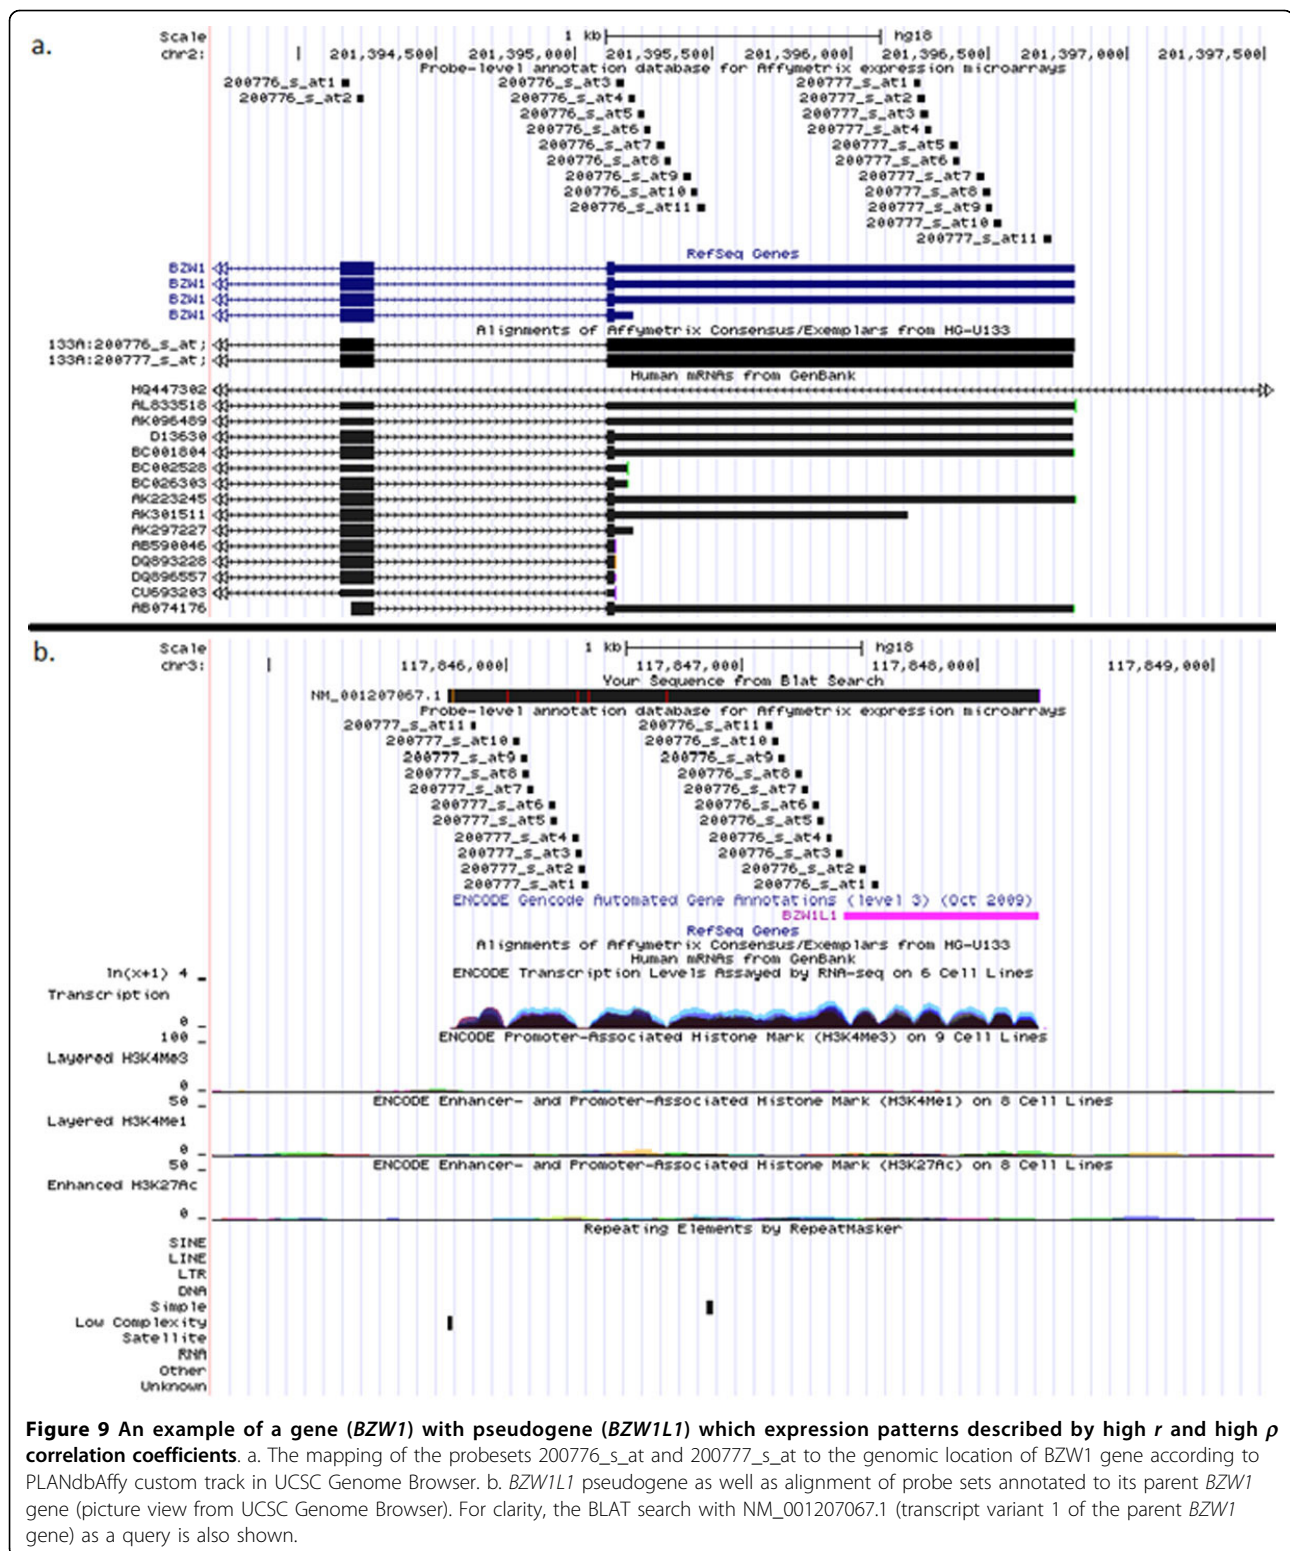 a.
Scale 1 kb hg18
chr2: 201,394,500 201,395,000 201,395,500 201,396,000 201,396,500 201,397,000 201,397,500
Probe-level annotation database for Affymetrix expression microarrays
200776_s_at1 200776_s_at3 200777_s_at1
200776_s_at2 200776_s_at4 200777_s_at2
200776_s_at5 200777_s_at3
200776_s_at6 200777_s_at4
200776_s_at7 200777_s_at5
200776_s_at8 200777_s_at6
200776_s_at9 200777_s_at7
200776_s_at10 200777_s_at8
200776_s_at11 200777_s_at9
200777_s_at10
200777_s_at11
RefSeq Genes
BZW1
BZW1
BZW1
BZW1
Alignments of Affymetrix Consensus/Exemplars from HG-U133
133A:200776_s_at;
133A:200777_s_at;
Human mRNAs from GenBank
HQ447302
AL833518
AK096489
D13630
BC001804
BC002528
BC026303
AK223245
AK301511
AK297227
AB590046
DQ893228
DQ896557
CU693203
AB074176
b.
Scale 1 kb hg18
chr3: 117,846,000 117,847,000 117,848,000 117,849,000
Your Sequence from Blat Search
NM_001207067.1
Probe-level annotation database for Affymetrix expression microarrays
200777_s_at11 200776_s_at11
200777_s_at10 200776_s_at10
200777_s_at9 200776_s_at9
200777_s_at8 200776_s_at8
200777_s_at7 200776_s_at7
200777_s_at6 200776_s_at6
200777_s_at5 200776_s_at5
200777_s_at4 200776_s_at4
200777_s_at3 200776_s_at3
200777_s_at2 200776_s_at2
200777_s_at1 200776_s_at1
ENCODE Gencode Automated Gene Annotations (level 3) (Oct 2009)
BZW1L1
RefSeq Genes
Alignments of Affymetrix Consensus/Exemplars from HG-U133
Human mRNAs from GenBank
ENCODE Transcription Levels Assayed by RNA-seq on 6 Cell Lines
ln(x+1) 4
Transcription
0
ENCODE Promoter-Associated Histone Mark (H3K4Me3) on 9 Cell Lines
100
Layered H3K4Me3
0
ENCODE Enhancer- and Promoter-Associated Histone Mark (H3K4Me1) on 8 Cell Lines
50
Layered H3K4Me1
0
ENCODE Enhancer- and Promoter-Associated Histone Mark (H3K27Ac) on 8 Cell Lines
50
Enhanced H3K27Ac
0
Repeating Elements by RepeatMasker
SINE
LINE
LTR
DNA
Simple
Low Complexity
Satellite
RNA
Other
Unknown
Figure 9 An example of a gene (BZW1) with pseudogene (BZW1L1) which expression patterns described by high r and high ρ
correlation coefficients. a. The mapping of the probesets 200776_s_at and 200777_s_at to the genomic location of BZW1 gene according to
PLANdbAffy custom track in UCSC Genome Browser. b. BZW1L1 pseudogene as well as alignment of probe sets annotated to its parent BZW1
gene (picture view from UCSC Genome Browser). For clarity, the BLAT search with NM_001207067.1 (transcript variant 1 of the parent BZW1
gene) as a query is also shown.